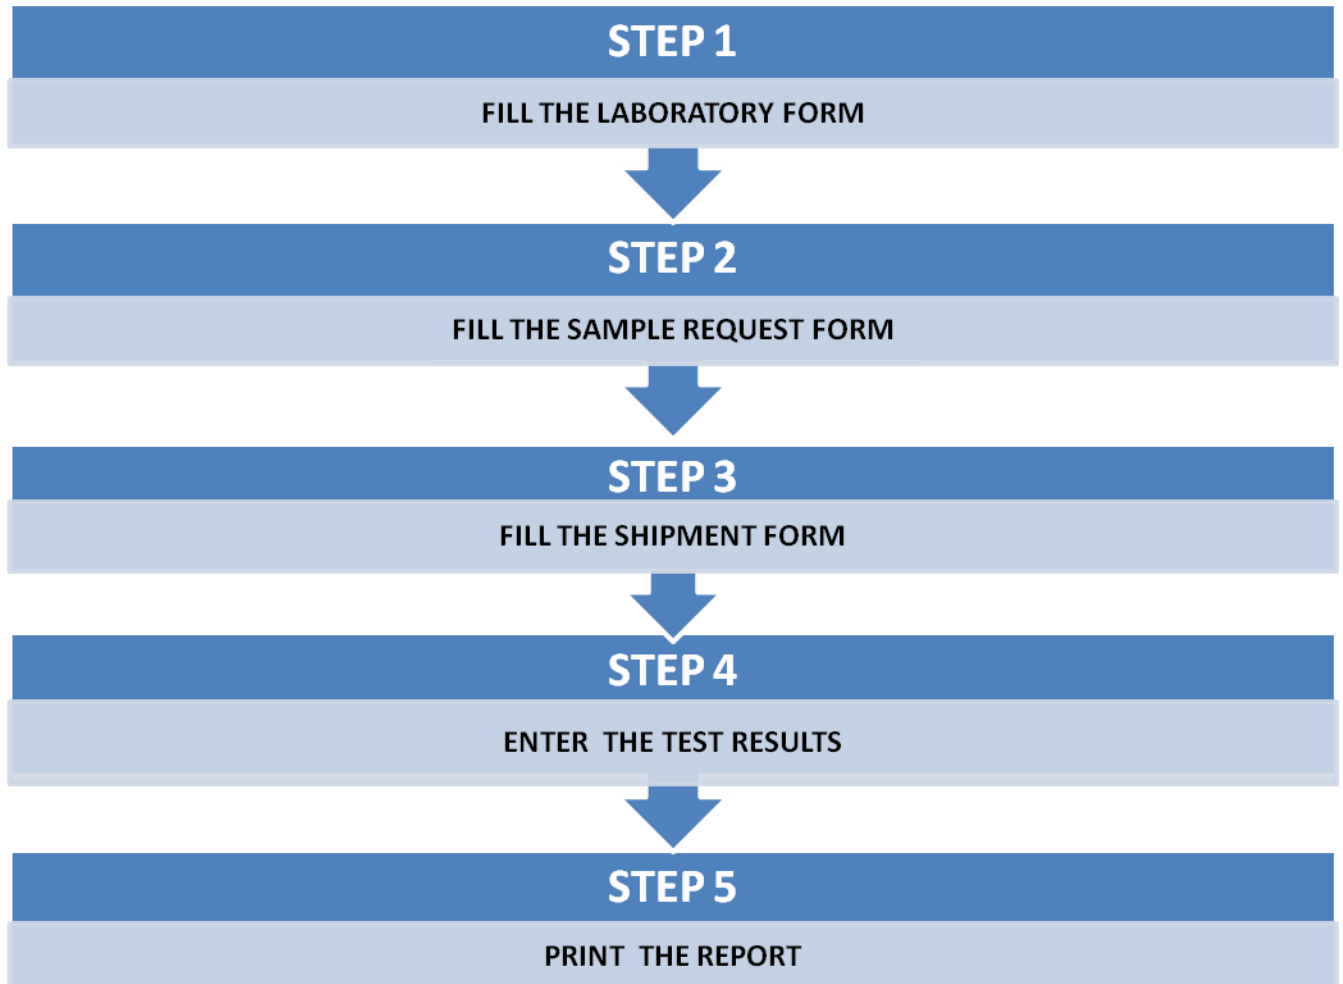 STEP 1
FILL THE LABORATORY FORM
STEP 2
FILL THE SAMPLE REQUEST FORM
STEP 3
FILL THE SHIPMENT FORM
STEP 4
ENTER THE TEST RESULTS
STEP 5
PRINT THE REPORT